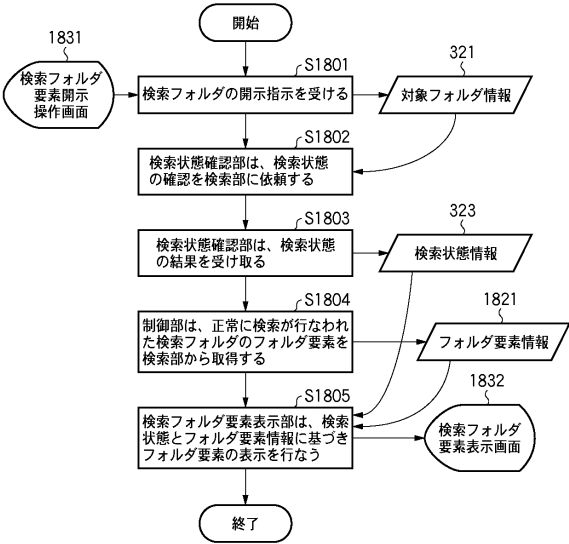 開始
1831
検索フォルダ
要素開示
操作画面
S1801
検索フォルダの開示指示を受ける
321
対象フォルダ情報
S1802
検索状態確認部は、検索状態
の確認を検索部に依頼する
S1803
検索状態確認部は、検索状態
の結果を受け取る
323
検索状態情報
S1804
制御部は、正常に検索が行なわれ
た検索フォルダのフォルダ要素を
検索部から取得する
1821
フォルダ要素情報
S1805
検索フォルダ要素表示部は、検索
状態とフォルダ要素情報に基づき
フォルダ要素の表示を行なう
1832
検索フォルダ
要素表示画面
終了